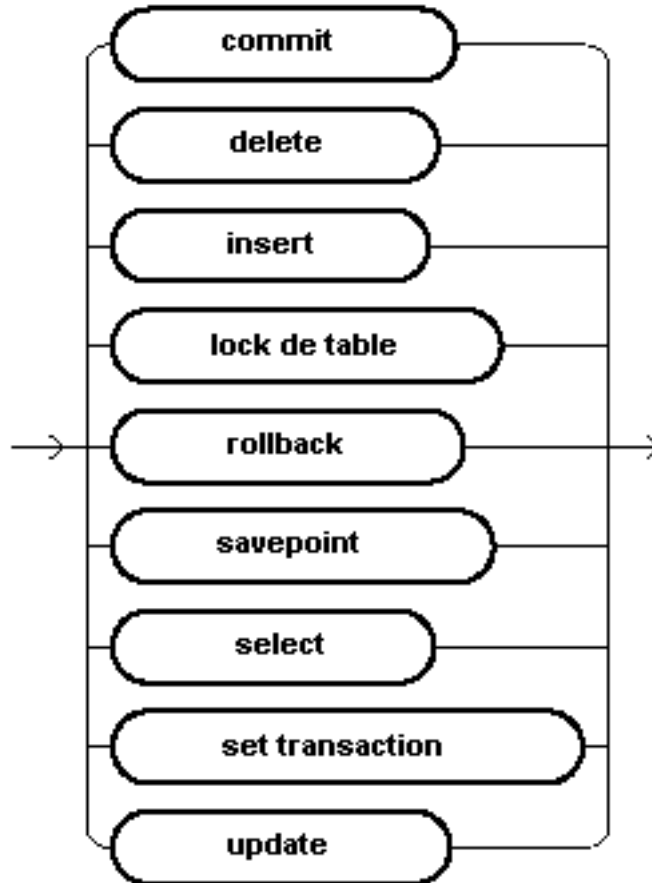 commit
delete
insert
lock de table
rollback
savepoint
select
set transaction
update